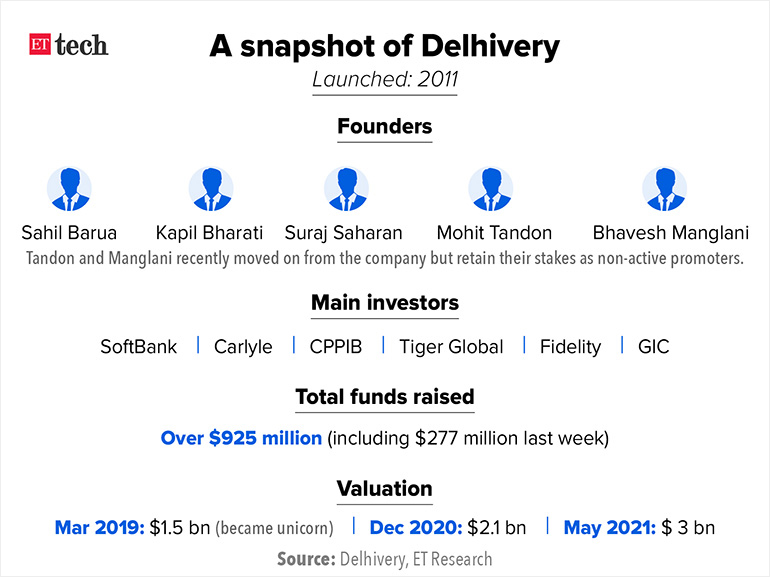 ET tech
A snapshot of Delhivery
Launched: 2011
Founders
Sahil Barua Kapil Bharati Suraj Saharan Mohit Tandon Bhavesh Manglani
Tandon and Manglani recently moved on from the company but retain their stakes as non-active promoters.
Main investors
SoftBank | Carlyle | CPPIB | Tiger Global | Fidelity | GIC
Total funds raised
Over $925 million (including $277 million last week)
Valuation
Mar 2019: $1.5 bn (became unicorn) | Dec 2020: $2.1 bn | May 2021: $ 3 bn
Source: Delhivery, ET Research